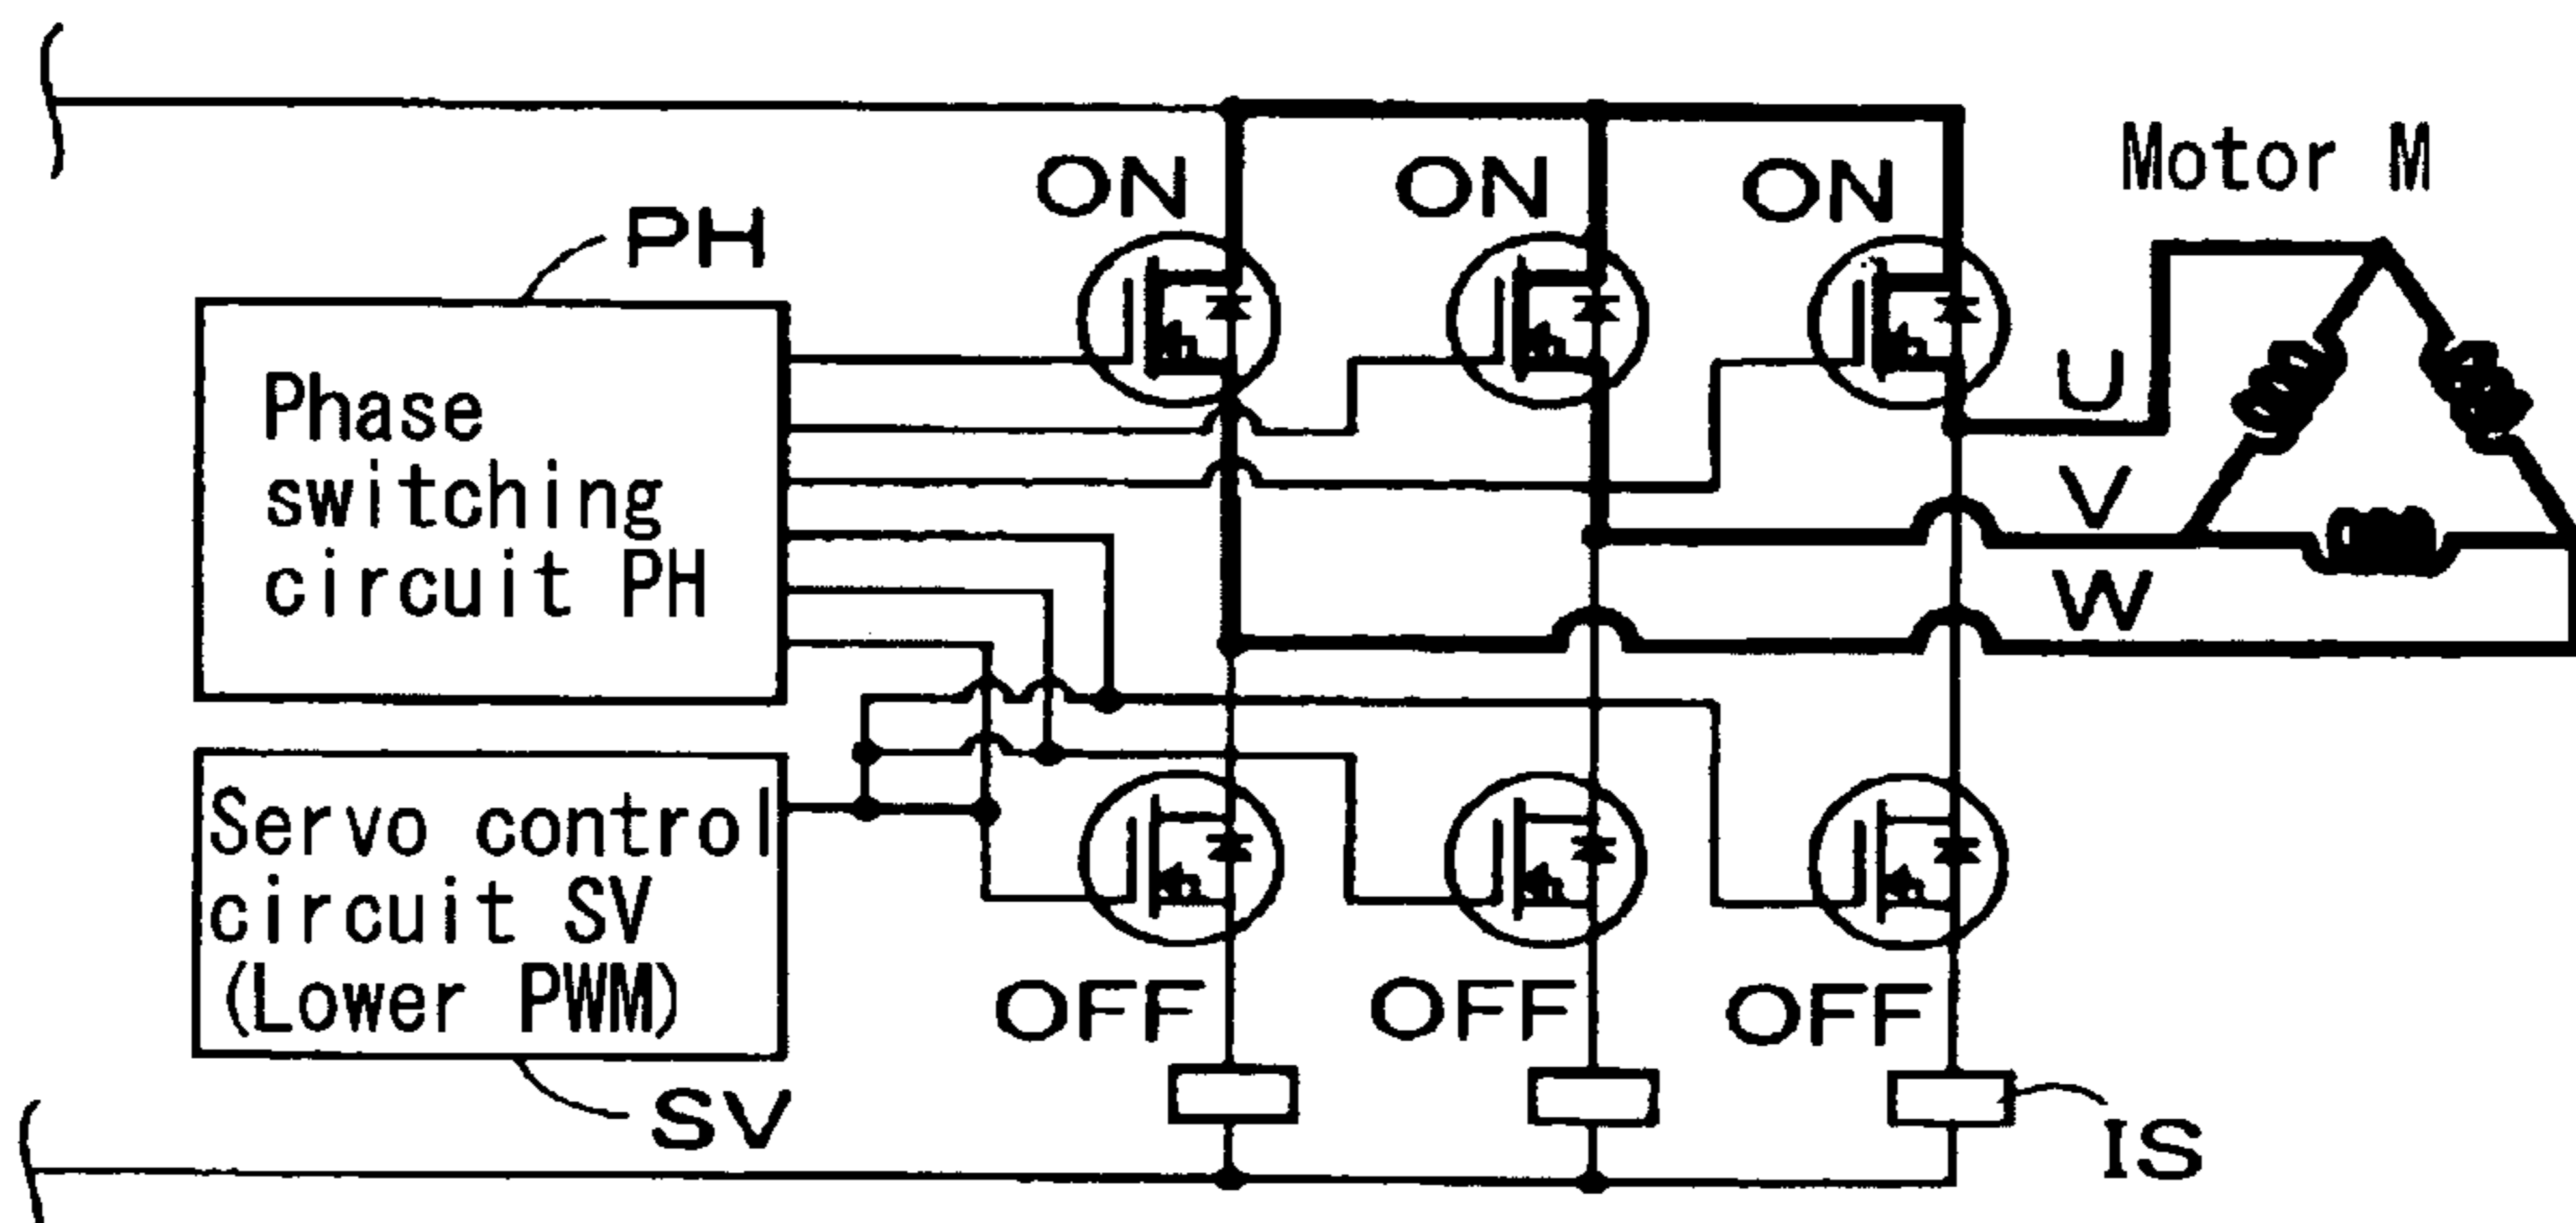 ON
ON
ON
Motor M
PH
Phase
switching
circuit PH
U
V
W
Servo control
circuit SV
(Lower PWM)
OFF
OFF
OFF
SV
IS